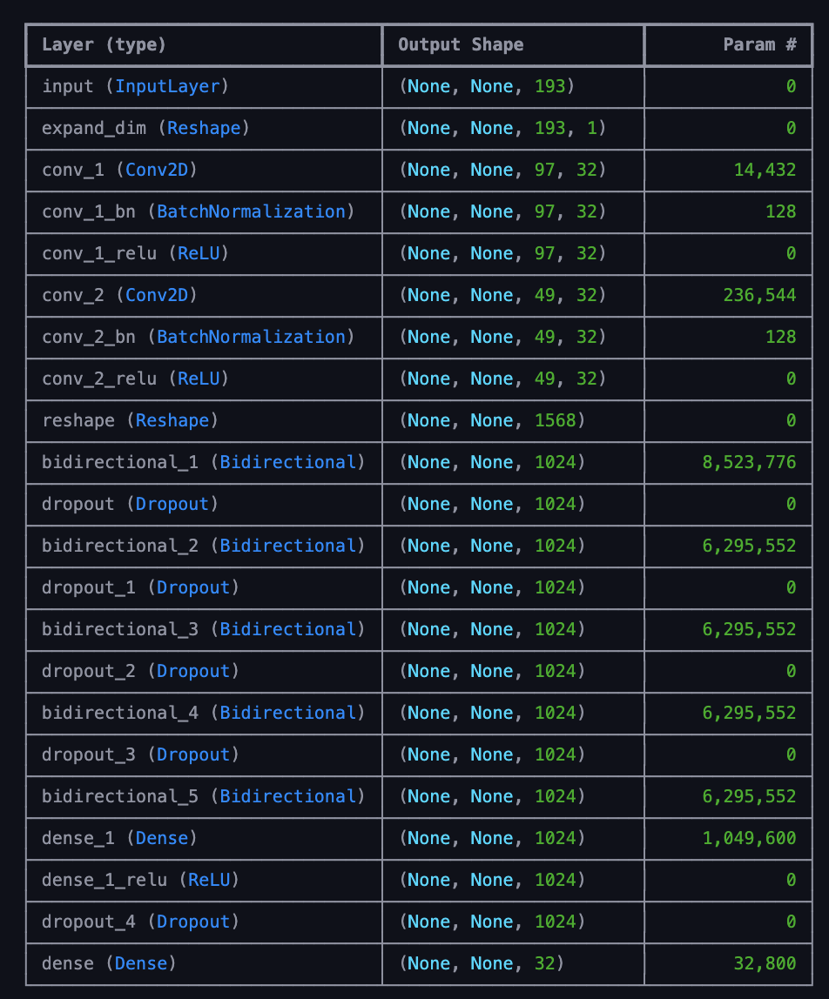 Layer (type) Output Shape Param #
input (InputLayer) (None, None, 193) 0
expand_dim (Reshape) (None, None, 193, 1) 0
conv_1 (Conv2D) (None, None, 97, 32) 14,432
conv_1_bn (BatchNormalization) (None, None, 97, 32) 128
conv_1_relu (ReLU) (None, None, 97, 32) 0
conv_2 (Conv2D) (None, None, 49, 32) 236,544
conv_2_bn (BatchNormalization) (None, None, 49, 32) 128
conv_2_relu (ReLU) (None, None, 49, 32) 0
reshape (Reshape) (None, None, 1568) 0
bidirectional_1 (Bidirectional) (None, None, 1024) 8,523,776
dropout (Dropout) (None, None, 1024) 0
bidirectional_2 (Bidirectional) (None, None, 1024) 6,295,552
dropout_1 (Dropout) (None, None, 1024) 0
bidirectional_3 (Bidirectional) (None, None, 1024) 6,295,552
dropout_2 (Dropout) (None, None, 1024) 0
bidirectional_4 (Bidirectional) (None, None, 1024) 6,295,552
dropout_3 (Dropout) (None, None, 1024) 0
bidirectional_5 (Bidirectional) (None, None, 1024) 6,295,552
dense_1 (Dense) (None, None, 1024) 1,049,600
dense_1_relu (ReLU) (None, None, 1024) 0
dropout_4 (Dropout) (None, None, 1024) 0
dense (Dense) (None, None, 32) 32,800